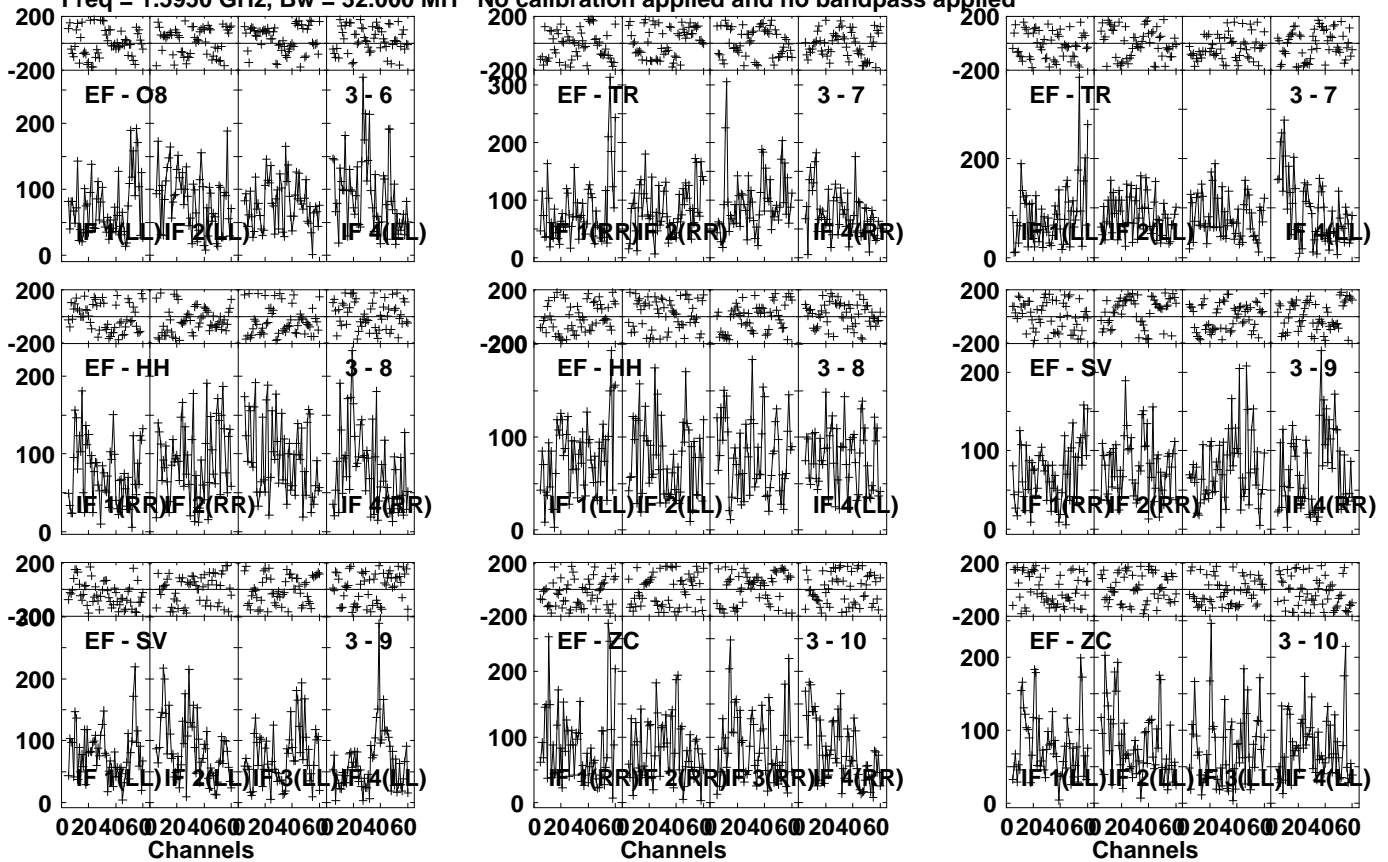 Freq = 1.5950 GHz, Bw = 32.000 MH No calibration applied and no bandpass applied
200
-200
EF - O8 3 - 6
200
100
0
IF 1(LL) IF 2(LL) IF 4(LL)
200
-200
300
EF - TR 3 - 7
200
100
0
IF 1(RR) IF 2(RR) IF 4(RR)
200
-200
EF - TR 3 - 7
200
0
IF 1(LL) IF 2(LL) IF 4(LL)
200
-200
EF - HH 3 - 8
200
100
0
IF 1(RR) IF 2(RR) IF 4(RR)
200
-200
200
EF - HH 3 - 8
100
0
IF 1(LL) IF 2(LL) IF 4(LL)
200
-200
EF - SV 3 - 9
200
100
0
IF 1(RR) IF 2(RR) IF 4(RR)
200
-200
300
EF - SV 3 - 9
200
100
0
IF 1(LL) IF 2(LL) IF 3(LL) IF 4(LL)
0 20 40 60 0 20 40 60 0 20 40 60 0 20 40 60
Channels
200
-200
EF - ZC 3 - 10
200
100
0
IF 1(RR) IF 2(RR) IF 3(RR) IF 4(RR)
0 20 40 60 0 20 40 60 0 20 40 60 0 20 40 60
Channels
200
-200
EF - ZC 3 - 10
200
100
0
IF 1(LL) IF 2(LL) IF 3(LL) IF 4(LL)
0 20 40 60 0 20 40 60 0 20 40 60 0 20 40 60
Channels